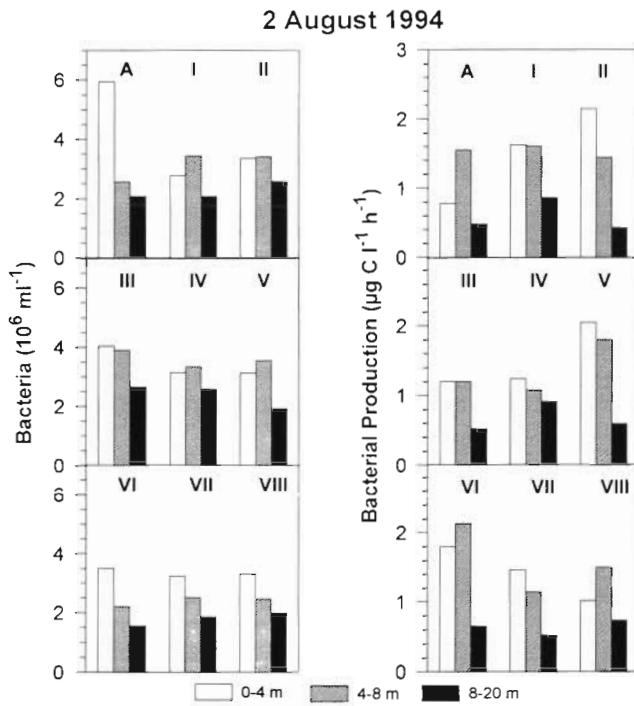 2 August 1994
Bacteria (10^6 ml^-1)
6
4
2
0
A I II
6
4
2
0
III IV V
6
4
2
0
VI VII VIII
Bacterial Production (µg C l^-1 h^-1)
3
2
1
0
A I II
2
1
0
III IV V
2
1
0
VI VII VIII
0-4 m 4-8 m 8-20 m